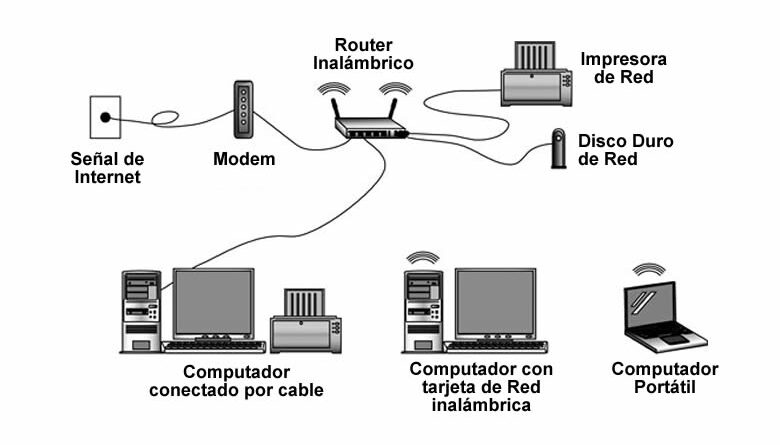 Router
Inalámbrico
Impresora
de Red
Señal de
Internet
Modem
Disco Duro
de Red
Computador
conectado por cable
Computador con
tarjeta de Red
inalámbrica
Computador
Portátil